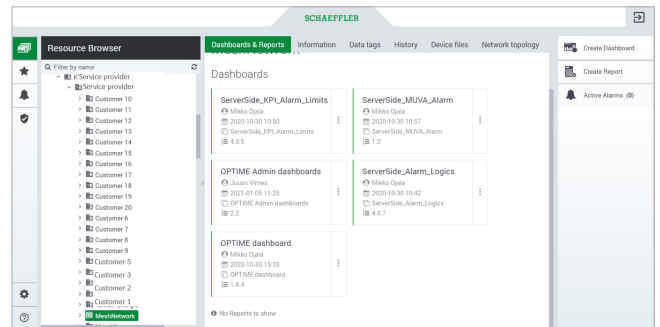 SCHAEFFLER
Resource Browser
Filter by name
K'Service provider
Service provider
Customer 10
Customer 11
Customer 12
Customer 13
Customer 14
Customer 15
Customer 16
Customer 17
Customer 18
Customer 19
Customer 20
Customer 6
Customer 7
Customer 8
Customer 9
Customer 5
Customer 3
Customer 2
Customer 1
MeshNetwork
Dashboards & Reports Information Data tags History Device files Network topology
MeshNetwork
Dashboards
ServerSide_KPI_Alarm_Limits
Mikko Ojala
2020-10-30 10:50
ServerSide_KPI_Alarm_Limits
4.0.5
ServerSide_MUVA_Alarm
Mikko Ojala
2020-10-30 10:57
ServerSide_MUVA_Alarm
1.2
OPTIME Admin dashboards
Juuso Virnes
2021-01-05 11:25
OPTIME Admin dashboards
2.2
ServerSide_Alarm_Logics
Mikko Ojala
2020-10-30 10:42
ServerSide_Alarm_Logics
4.0.7
OPTIME dashboard
Mikko Ojala
2020-10-30 15:33
OPTIME dashboard
1.8.4
No Reports to show
Create Dashboard
Create Report
Active Alarms (0)